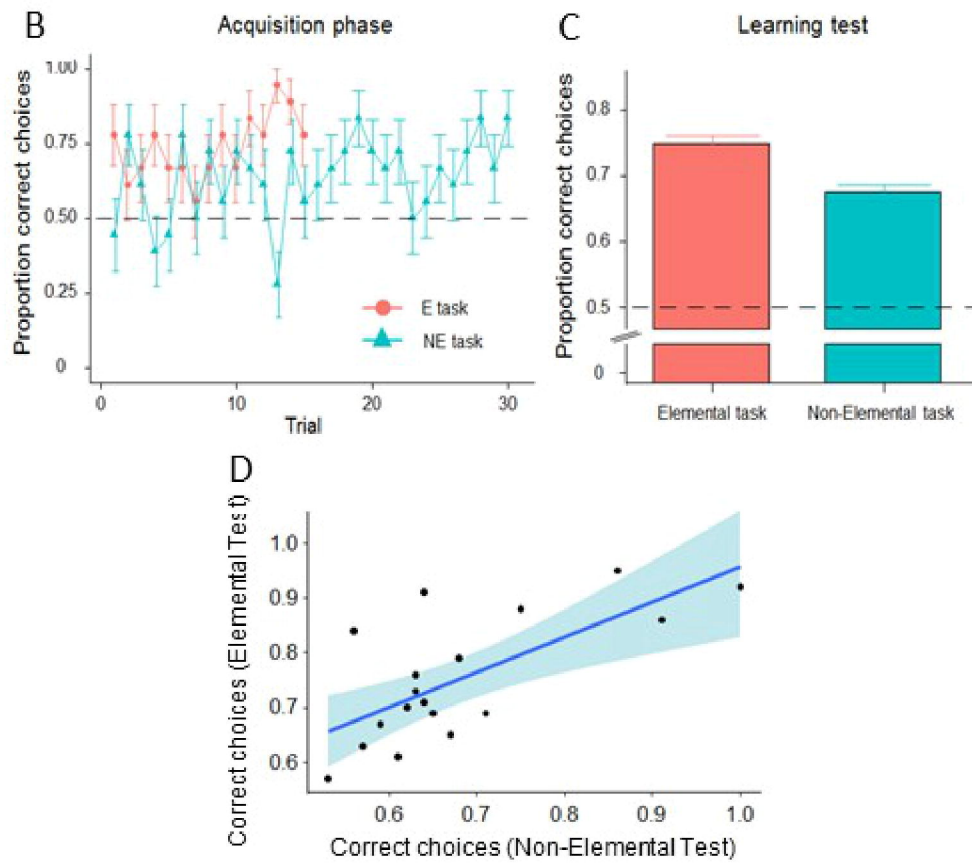 B
Acquisition phase
Proportion correct choices
1.00
0.75
0.50
0.25
0
E task
NE task
0
10
20
30
Trial
C
Learning test
Proportion correct choices
0.8
0.7
0.6
0.5
0
Elemental task
Non-Elemental task
D
Correct choices (Elemental Test)
1.0
0.9
0.8
0.7
0.6
0.6
0.7
0.8
0.9
1.0
Correct choices (Non-Elemental Test)